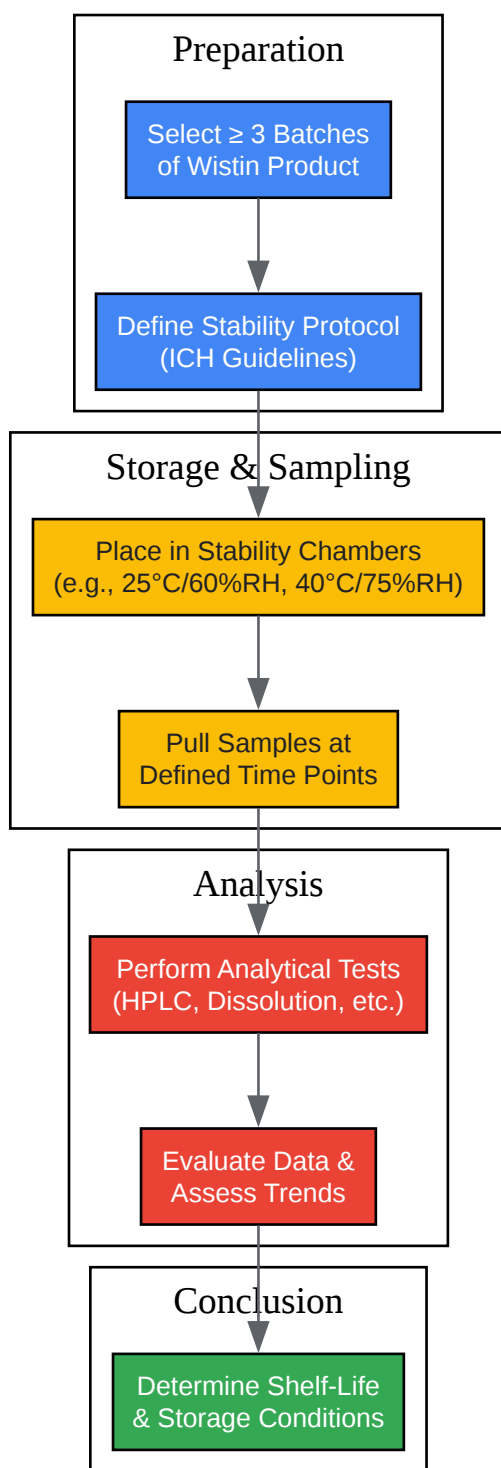 Preparation
Select ≥ 3 Batches
of Wistin Product
Define Stability Protocol
(ICH Guidelines)
Storage & Sampling
Place in Stability Chambers
(e.g., 25°C/60%RH, 40°C/75%RH)
Pull Samples at
Defined Time Points
Analysis
Perform Analytical Tests
(HPLC, Dissolution, etc.)
Evaluate Data &
Assess Trends
Conclusion
Determine Shelf-Life
& Storage Conditions